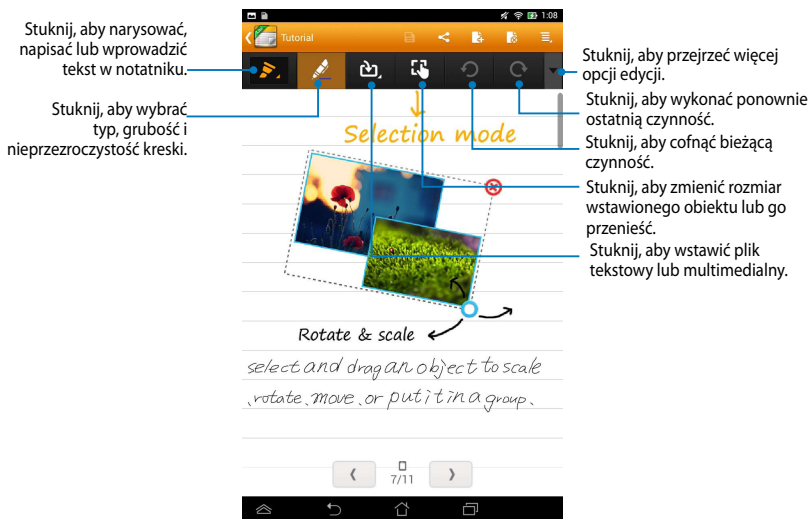 Stuknij, aby narysować,
napisać lub wprowadzić
tekst w notatniku.
Stuknij, aby wybrać
typ, grubość i
nieprzezroczystość kreski.
1:08
Tutorial
Selection mode
Rotate & scale
select and drag an object to scale
,rotate, move, or put it in a group.
7/11
Stuknij, aby przejrzeć więcej
opcji edycji.
Stuknij, aby wykonać ponownie
ostatnią czynność.
Stuknij, aby cofnąć bieżącą
czynność.
Stuknij, aby zmienić rozmiar
wstawionego obiektu lub go
przenieść.
Stuknij, aby wstawić plik
tekstowy lub multimedialny.